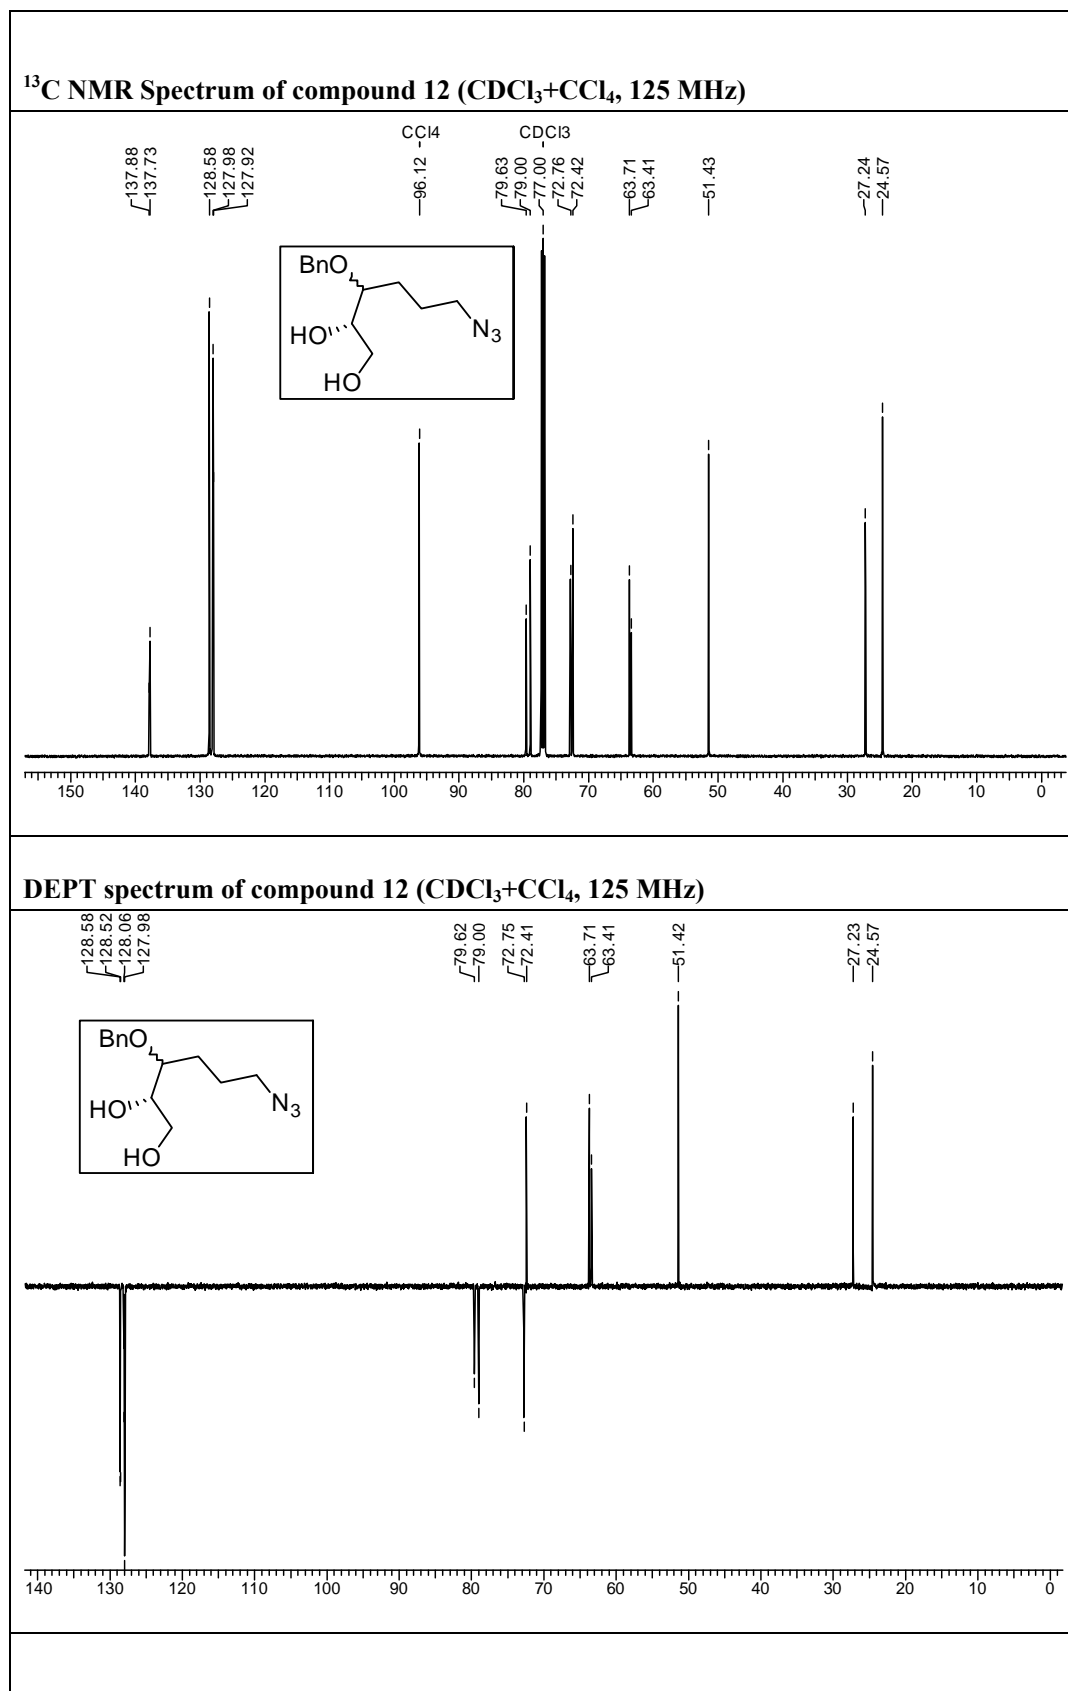 ¹³C NMR Spectrum of compound 12 (CDCl₃+CCl₄, 125 MHz)
CCl4 CDCl3
137.88 137.73 128.58 127.98 127.92 96.12 79.63 79.00 77.00 72.76 72.42 63.71 63.41 51.43 27.24 24.57
BnO
N₃
HO
HO
150 140 130 120 110 100 90 80 70 60 50 40 30 20 10 0
DEPT spectrum of compound 12 (CDCl₃+CCl₄, 125 MHz)
128.58 128.52 128.06 127.98 79.62 79.00 72.75 72.41 63.71 63.41 51.42 27.23 24.57
BnO
N₃
HO
HO
140 130 120 110 100 90 80 70 60 50 40 30 20 10 0